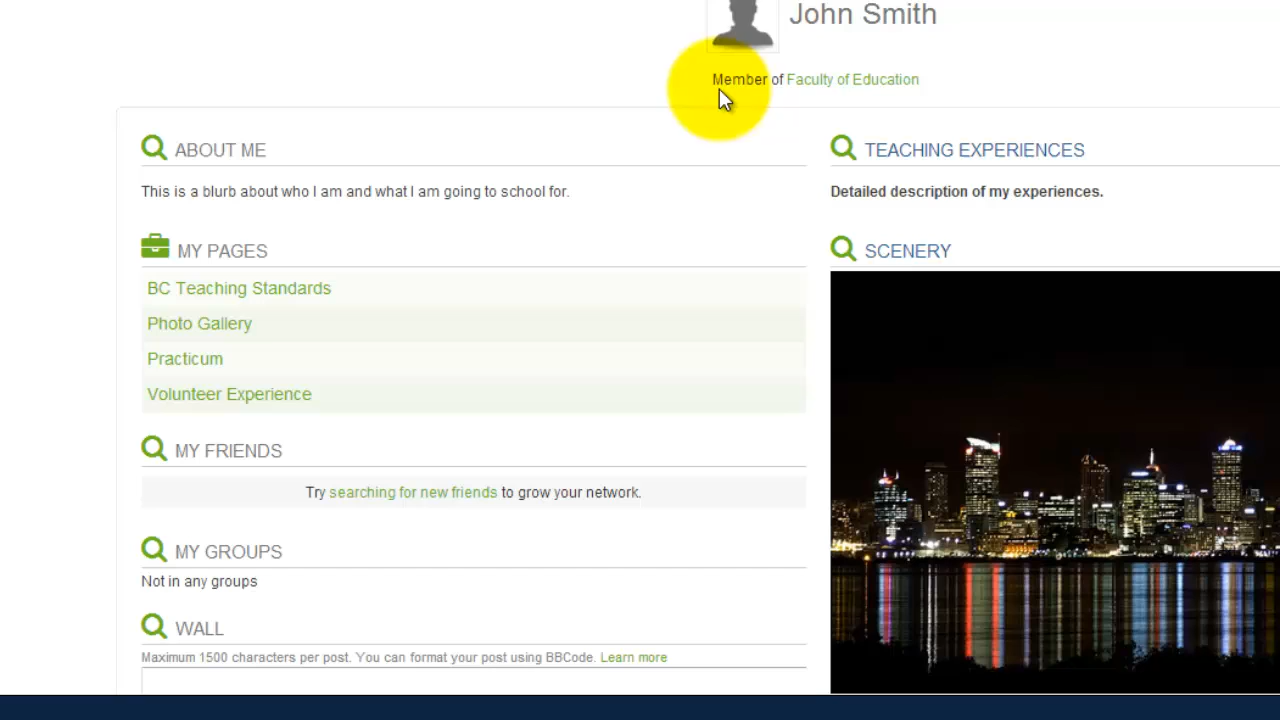 John Smith
Member of Faculty of Education
ABOUT ME
This is a blurb about who I am and what I am going to school for.
MY PAGES
BC Teaching Standards
Photo Gallery
Practicum
Volunteer Experience
MY FRIENDS
Try searching for new friends to grow your network.
MY GROUPS
Not in any groups
WALL
Maximum 1500 characters per post. You can format your post using BBCode. Learn more
TEACHING EXPERIENCES
Detailed description of my experiences.
SCENERY